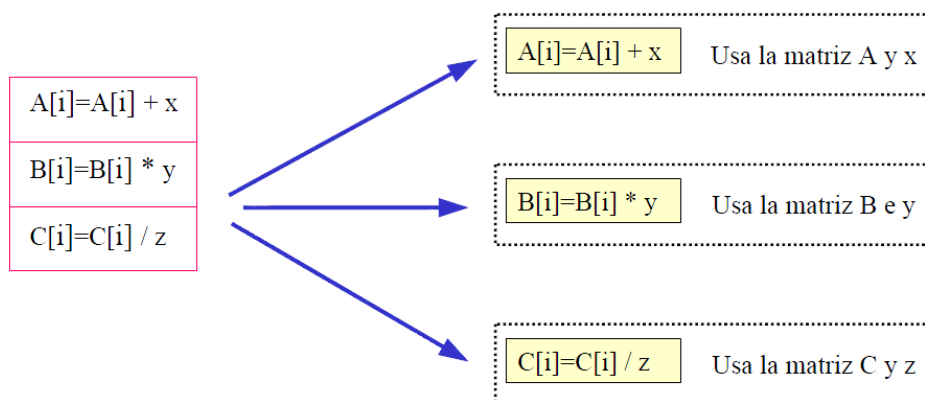 A[i]=A[i] + x
B[i]=B[i] * y
C[i]=C[i] / z
A[i]=A[i] + x Usa la matriz A y x
B[i]=B[i] * y Usa la matriz B e y
C[i]=C[i] / z Usa la matriz C y z